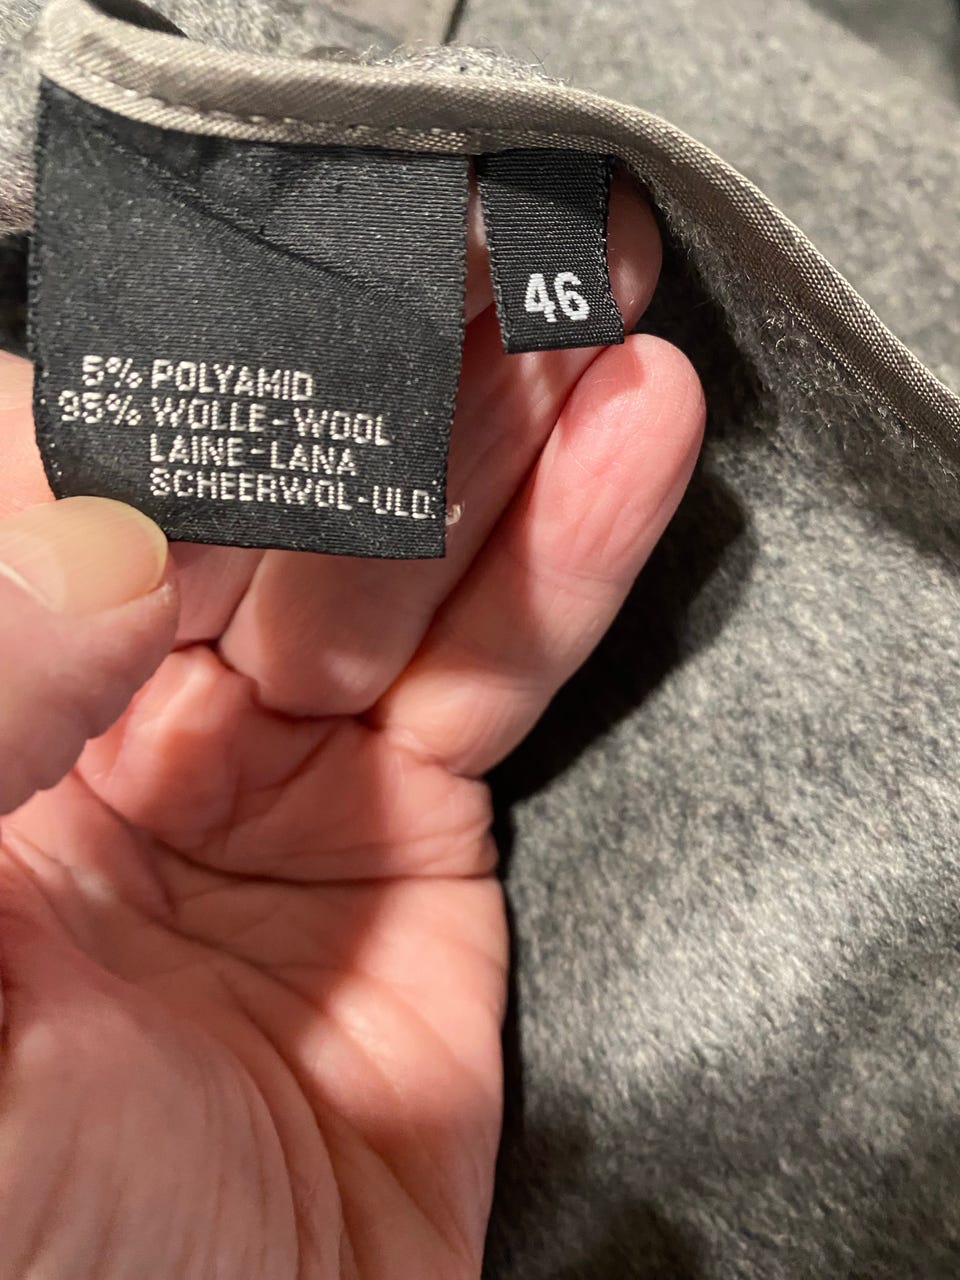 5% POLYAMID
95% WOLLE-WOOL
LAINE-LANA
SCHEERWOL-ULD.
46